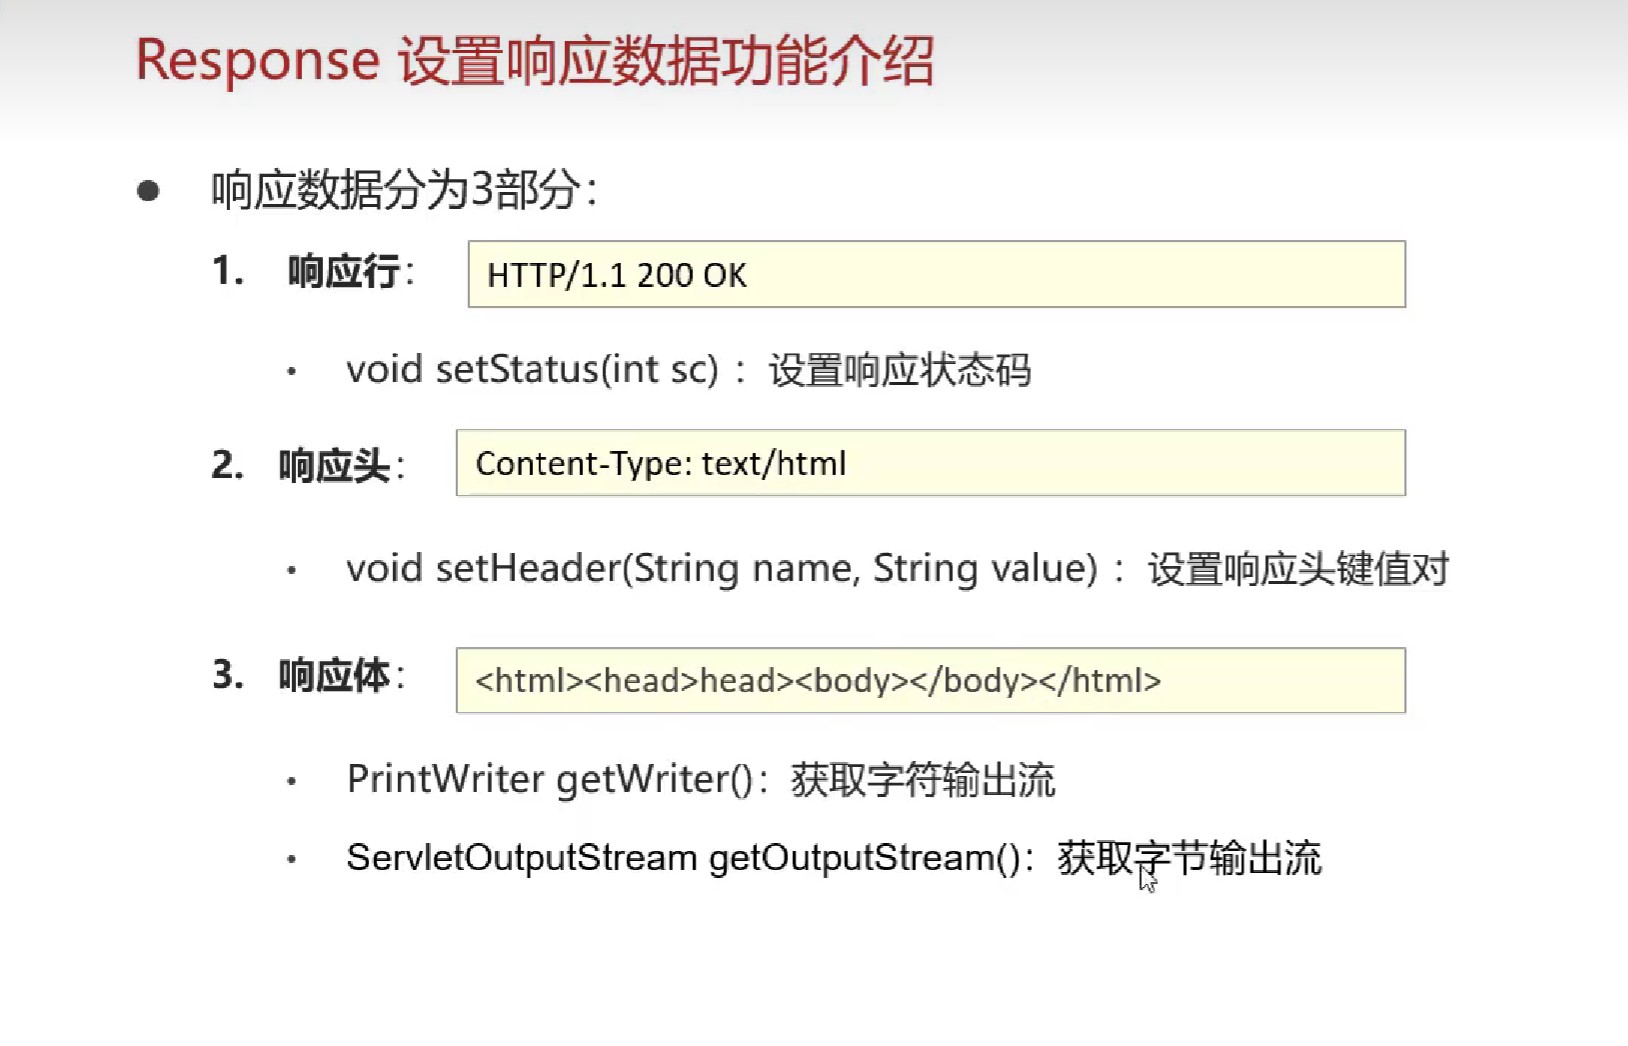 Response 设置响应数据功能介绍
● 响应数据分为3部分：
1. 响应行： HTTP/1.1 200 OK
• void setStatus(int sc) ：设置响应状态码
2. 响应头： Content-Type: text/html
• void setHeader(String name, String value) ：设置响应头键值对
3. 响应体： <html><head>head><body></body></html>
• PrintWriter getWriter()：获取字符输出流
• ServletOutputStream getOutputStream()：获取字节输出流